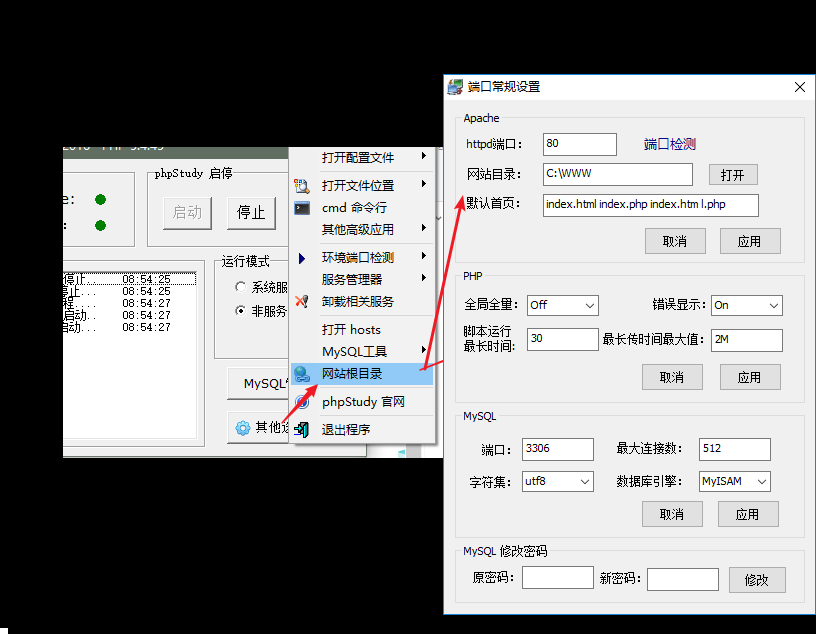 e:
:
phpStudy 启停
启动
停止
停止..　08:54:25
停止...　08:54:25
程....　08:54:27
启动..　08:54:27
启动...　08:54:27
运行模式
系统服
非服务
MySQL
其他
打开配置文件
打开文件位置
cmd 命令行
其他高级应用
环境端口检测
服务管理器
卸载相关服务
打开 hosts
MySQL工具
网站根目录
phpStudy 官网
退出程序
端口常规设置
Apache
httpd端口： 80 端口检测
网站目录： C:\WWW 打开
默认首页： index.html index.php index.htm l.php
取消 应用
PHP
全局全量： Off 错误显示： On
脚本运行
最长时间： 30 最长传时间最大值： 2M
取消 应用
MySQL
端口： 3306 最大连接数： 512
字符集： utf8 数据库引擎： MyISAM
取消 应用
MySQL 修改密码
原密码： 新密码： 修改